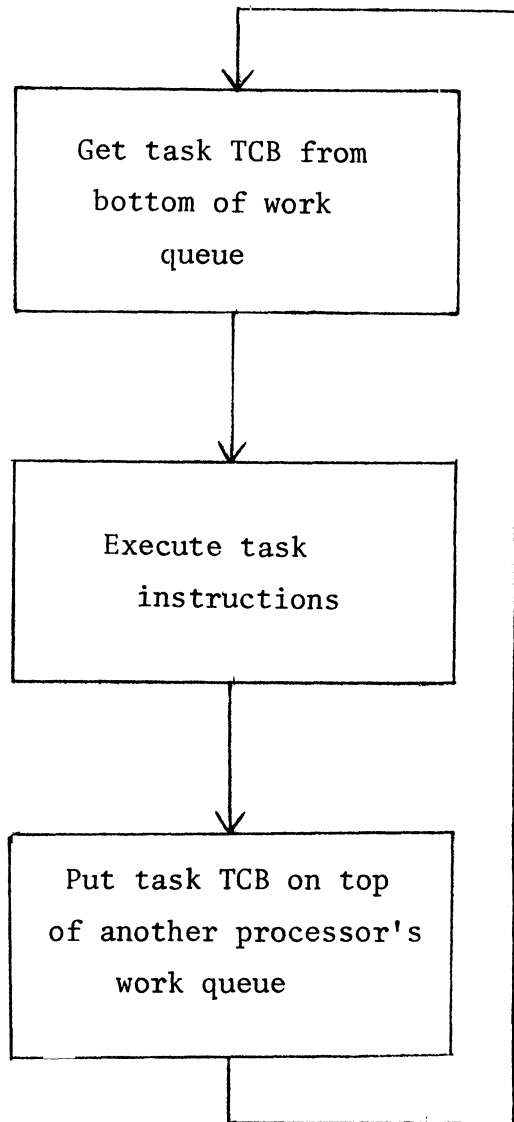 Get task TCB from
bottom of work
queue
Execute task
instructions
Put task TCB on top
of another processor's
work queue